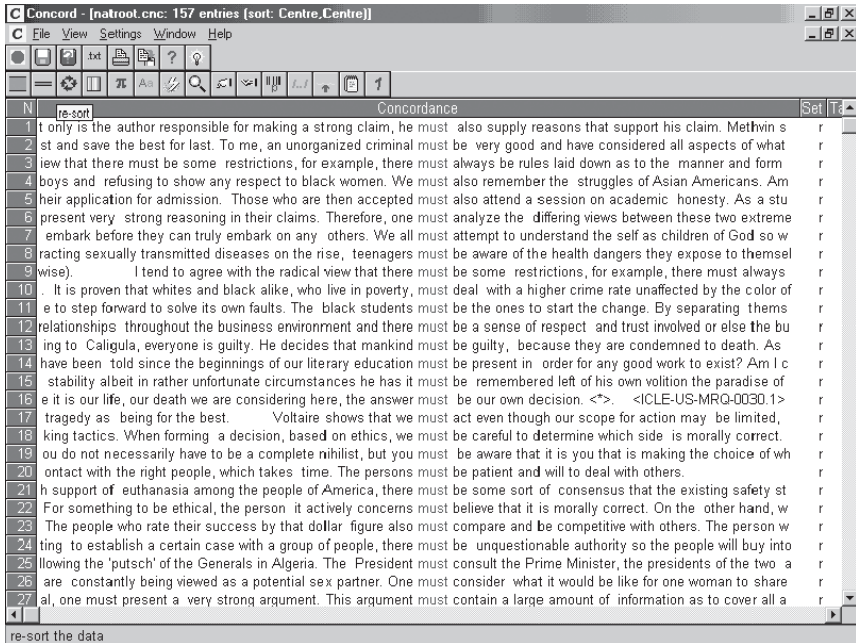 C Concord - [natroot.cnc: 157 entries (sort: Centre,Centre)]
C File View Settings Window Help
.txt ?
π Aa
N re-sort Concordance Set Ta
1 t only is the author responsible for making a strong claim, he must also supply reasons that support his claim. Methvin s r
2 st and save the best for last. To me, an unorganized criminal must be very good and have considered all aspects of what r
3 iew that there must be some restrictions, for example, there must always be rules laid down as to the manner and form r
4 boys and refusing to show any respect to black women. We must also remember the struggles of Asian Americans. Am r
5 heir application for admission. Those who are then accepted must also attend a session on academic honesty. As a stu r
6 present very strong reasoning in their claims. Therefore, one must analyze the differing views between these two extreme r
7 embark before they can truly embark on any others. We all must attempt to understand the self as children of God so w r
8 racting sexually transmitted diseases on the rise, teenagers must be aware of the health dangers they expose to themsel r
9 wise). I tend to agree with the radical view that there must be some restrictions, for example, there must always r
10 . It is proven that whites and black alike, who live in poverty, must deal with a higher crime rate unaffected by the color of r
11 e to step forward to solve its own faults. The black students must be the ones to start the change. By separating thems r
12 relationships throughout the business environment and there must be a sense of respect and trust involved or else the bu r
13 ing to Caligula, everyone is guilty. He decides that mankind must be guilty, because they are condemned to death. As r
14 have been told since the beginnings of our literary education must be present in order for any good work to exist? Am I c r
15 stability albeit in rather unfortunate circumstances he has it must be remembered left of his own volition the paradise of r
16 e it is our life, our death we are considering here, the answer must be our own decision. <*>. <ICLE-US-MRQ-0030.1> r
17 tragedy as being for the best. Voltaire shows that we must act even though our scope for action may be limited, r
18 king tactics. When forming a decision, based on ethics, we must be careful to determine which side is morally correct. r
19 ou do not necessarily have to be a complete nihilist, but you must be aware that it is you that is making the choice of wh r
20 ontact with the right people, which takes time. The persons must be patient and will to deal with others. r
21 h support of euthanasia among the people of America, there must be some sort of consensus that the existing safety st r
22 For something to be ethical, the person it actively concerns must believe that it is morally correct. On the other hand, w r
23 The people who rate their success by that dollar figure also must compare and be competitive with others. The person w r
24 ting to establish a certain case with a group of people, there must be unquestionable authority so the people will buy into r
25 llowing the 'putsch' of the Generals in Algeria. The President must consult the Prime Minister, the presidents of the two a r
26 are constantly being viewed as a potential sex partner. One must consider what it would be like for one woman to share r
27 al, one must present a very strong argument. This argument must contain a large amount of information as to cover all a r
re-sort the data